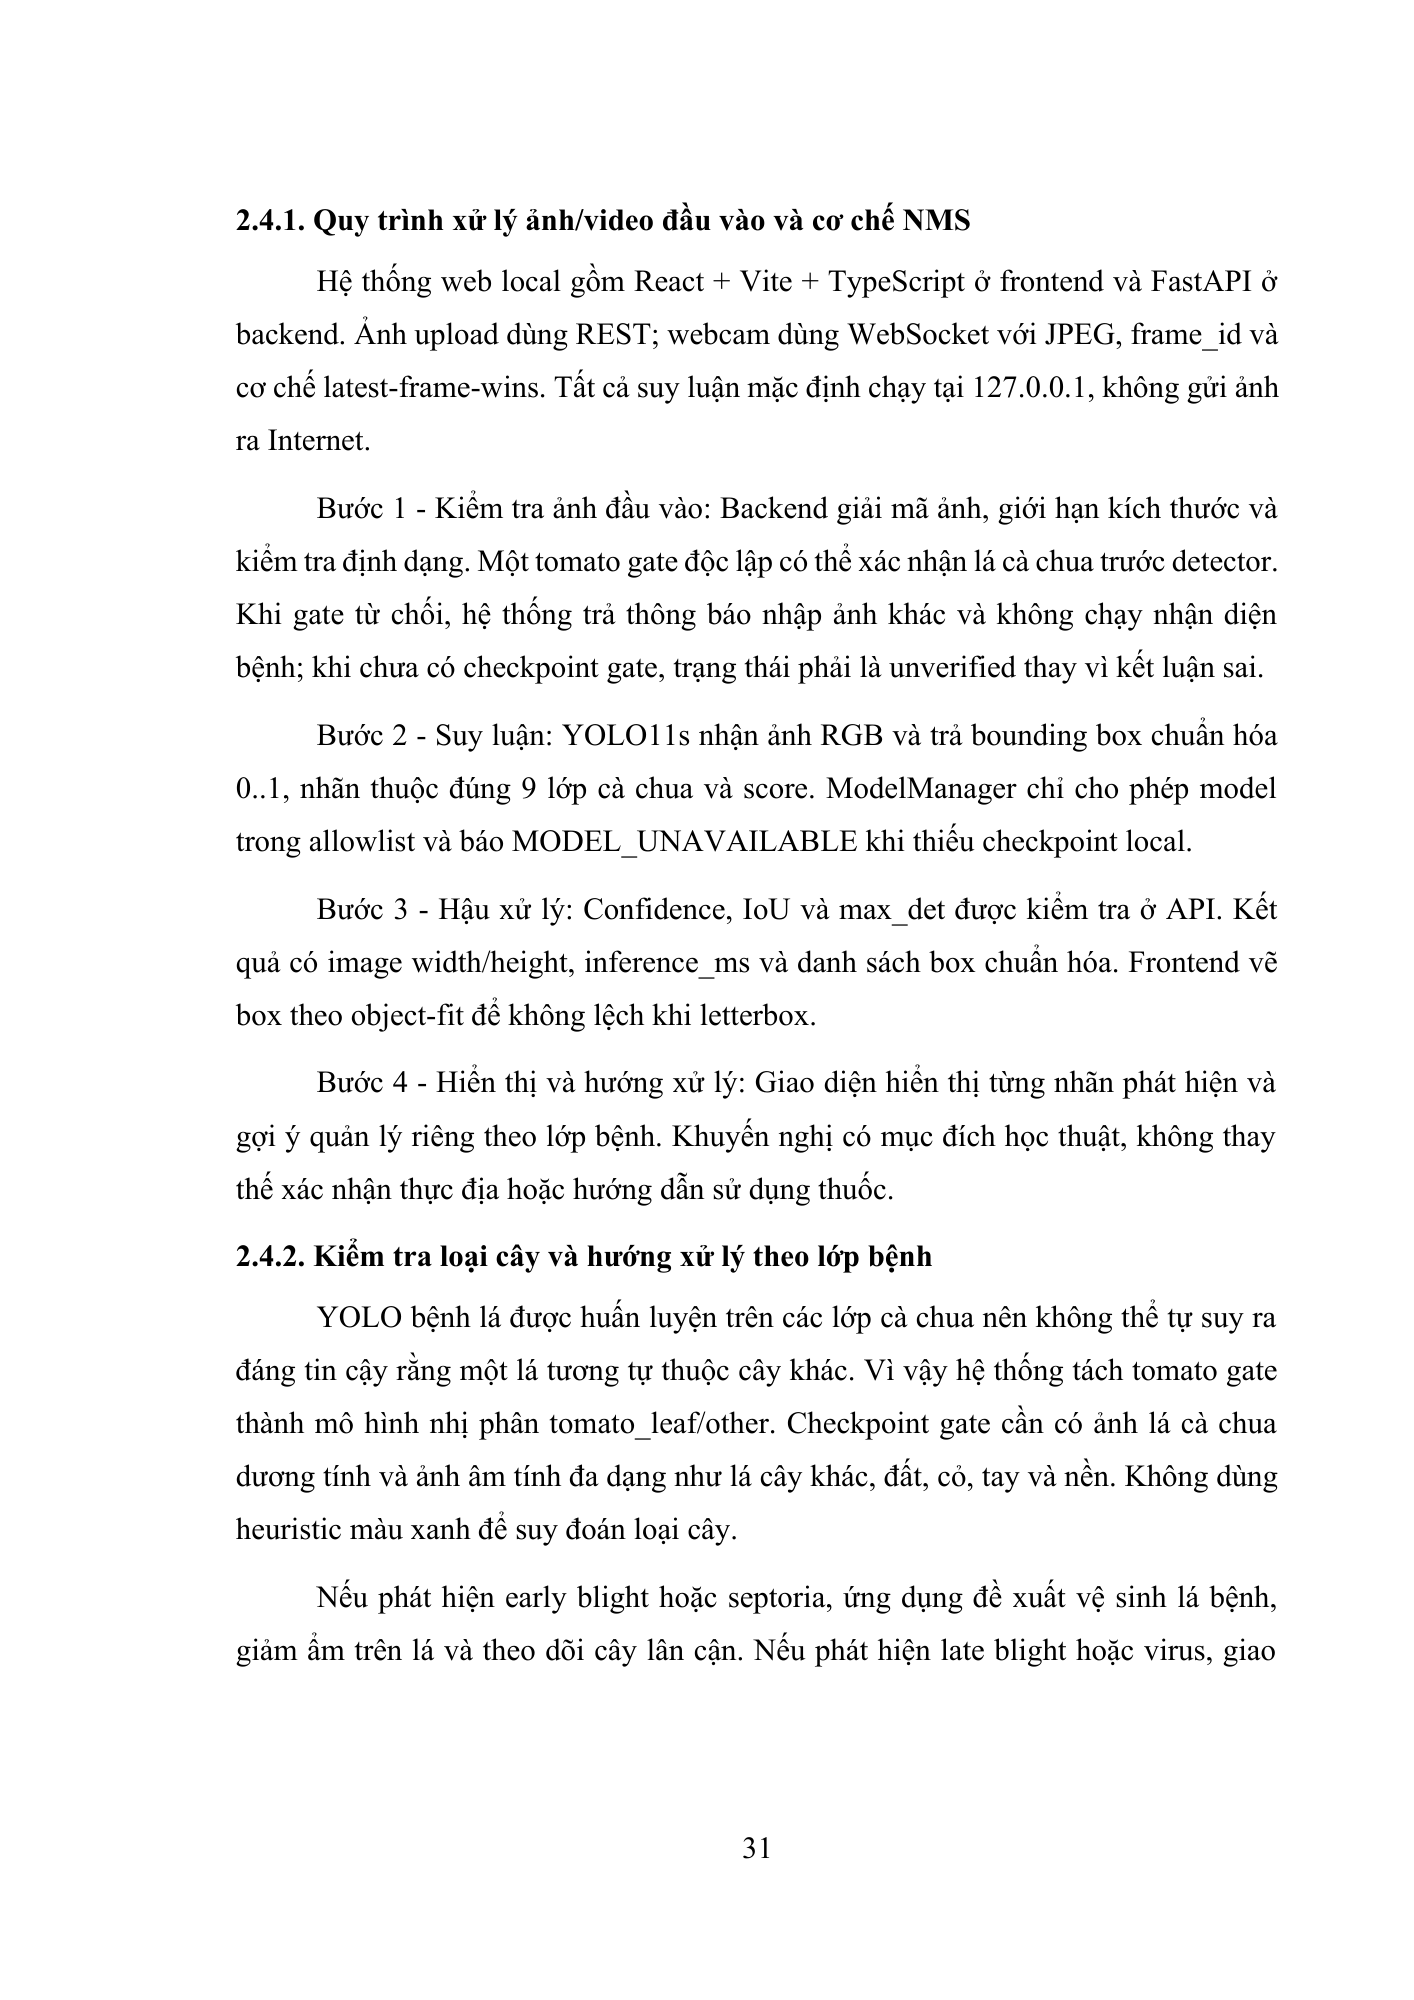 2.4.1. Quy trình xử lý ảnh/video đầu vào và cơ chế NMS
Hệ thống web local gồm React + Vite + TypeScript ở frontend và FastAPI ở
backend. Ảnh upload dùng REST; webcam dùng WebSocket với JPEG, frame_id và
cơ chế latest-frame-wins. Tất cả suy luận mặc định chạy tại 127.0.0.1, không gửi ảnh
ra Internet.
Bước 1 - Kiểm tra ảnh đầu vào: Backend giải mã ảnh, giới hạn kích thước và
kiểm tra định dạng. Một tomato gate độc lập có thể xác nhận lá cà chua trước detector.
Khi gate từ chối, hệ thống trả thông báo nhập ảnh khác và không chạy nhận diện
bệnh; khi chưa có checkpoint gate, trạng thái phải là unverified thay vì kết luận sai.
Bước 2 - Suy luận: YOLO11s nhận ảnh RGB và trả bounding box chuẩn hóa
0..1, nhãn thuộc đúng 9 lớp cà chua và score. ModelManager chỉ cho phép model
trong allowlist và báo MODEL_UNAVAILABLE khi thiếu checkpoint local.
Bước 3 - Hậu xử lý: Confidence, IoU và max_det được kiểm tra ở API. Kết
quả có image width/height, inference_ms và danh sách box chuẩn hóa. Frontend vẽ
box theo object-fit để không lệch khi letterbox.
Bước 4 - Hiển thị và hướng xử lý: Giao diện hiển thị từng nhãn phát hiện và
gợi ý quản lý riêng theo lớp bệnh. Khuyến nghị có mục đích học thuật, không thay
thế xác nhận thực địa hoặc hướng dẫn sử dụng thuốc.
2.4.2. Kiểm tra loại cây và hướng xử lý theo lớp bệnh
YOLO bệnh lá được huấn luyện trên các lớp cà chua nên không thể tự suy ra
đáng tin cậy rằng một lá tương tự thuộc cây khác. Vì vậy hệ thống tách tomato gate
thành mô hình nhị phân tomato_leaf/other. Checkpoint gate cần có ảnh lá cà chua
dương tính và ảnh âm tính đa dạng như lá cây khác, đất, cỏ, tay và nền. Không dùng
heuristic màu xanh để suy đoán loại cây.
Nếu phát hiện early blight hoặc septoria, ứng dụng đề xuất vệ sinh lá bệnh,
giảm ẩm trên lá và theo dõi cây lân cận. Nếu phát hiện late blight hoặc virus, giao
31